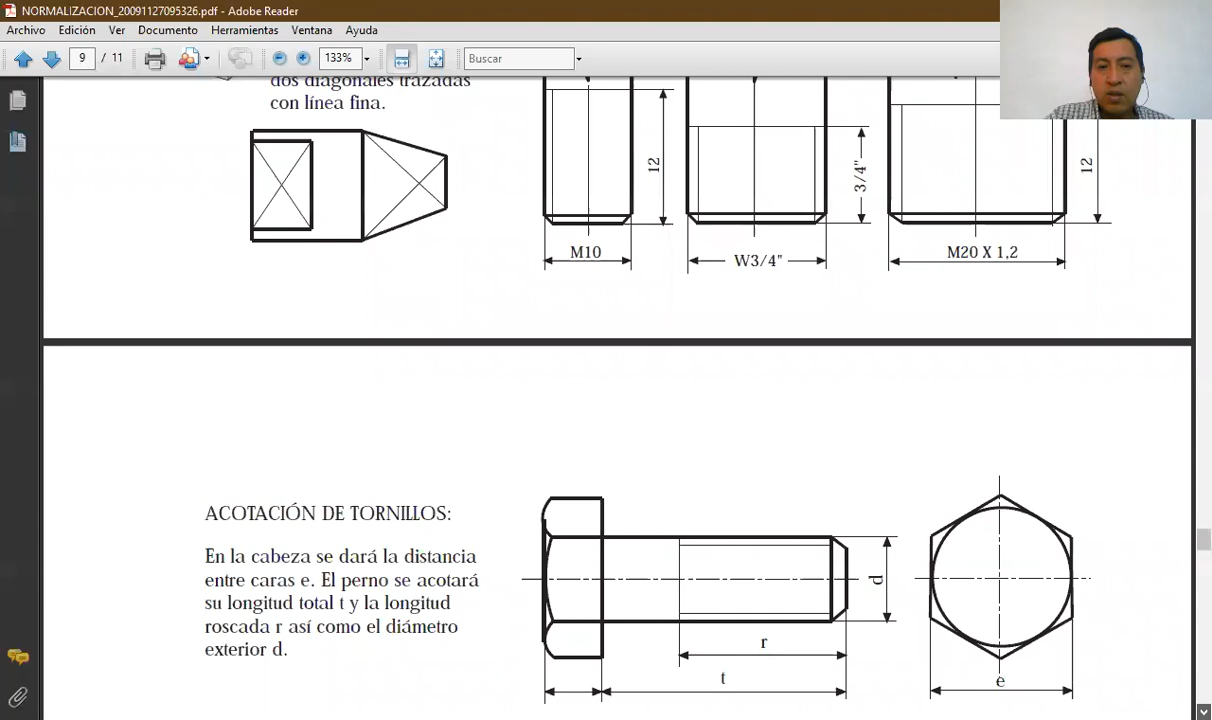 NORMALIZACION_20091127095326.pdf - Adobe Reader
Archivo Edición Ver Documento Herramientas Ventana Ayuda
9 / 11 133% Buscar
dos diagonales trazadas
con línea fina.
12
3/4"
12
M10
W3/4"
M20 X 1,2
ACOTACIÓN DE TORNILLOS:
En la cabeza se dará la distancia
entre caras e. El perno se acotará
su longitud total t y la longitud
roscada r así como el diámetro
exterior d.
d
r
t
e